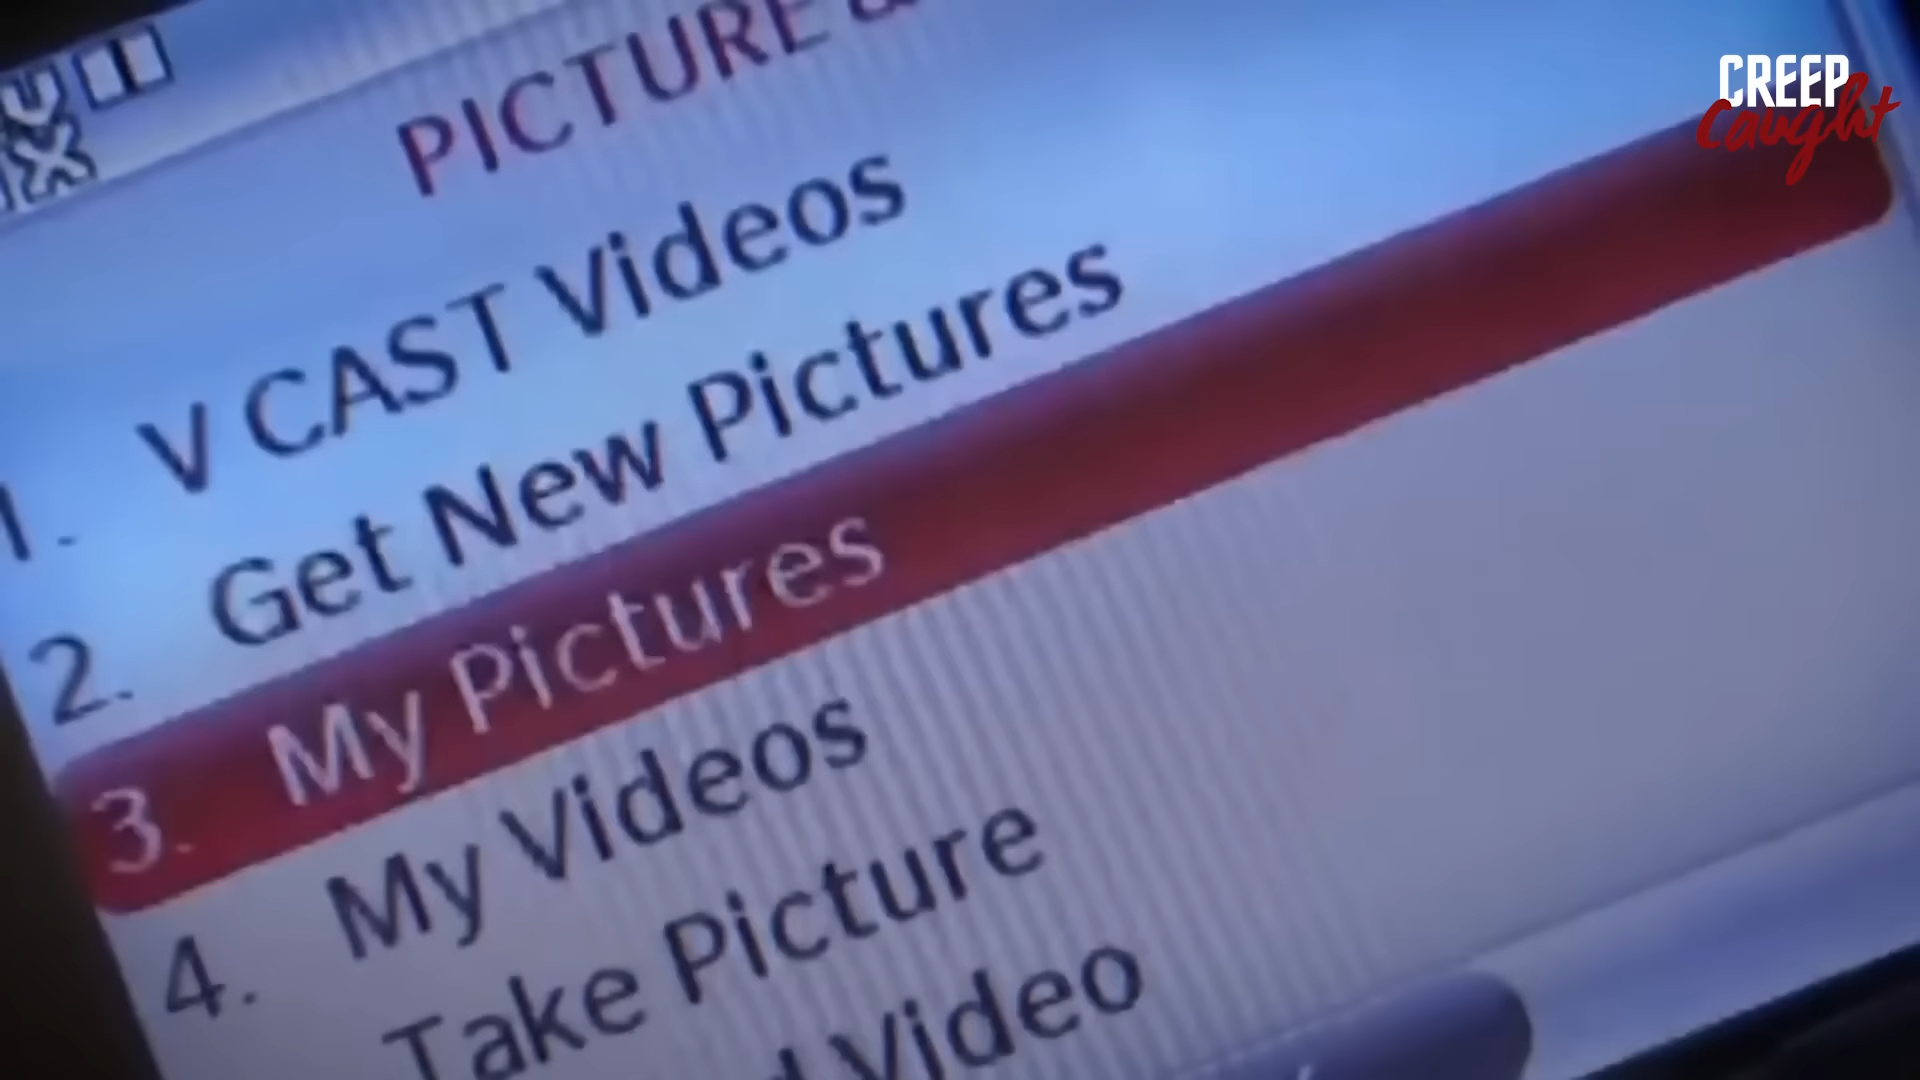 PICTURE &
1. V CAST Videos
2. Get New Pictures
3. My Pictures
4. My Videos
Take Picture
Video
CREEP
Caught